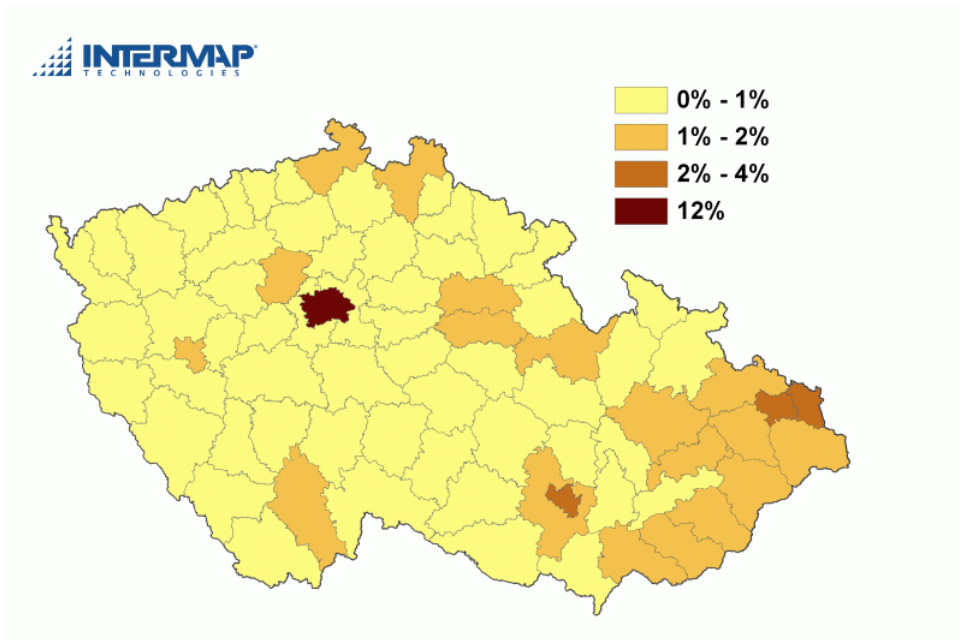 INTERMAP
TECHNOLOGIES
0% - 1%
1% - 2%
2% - 4%
12%